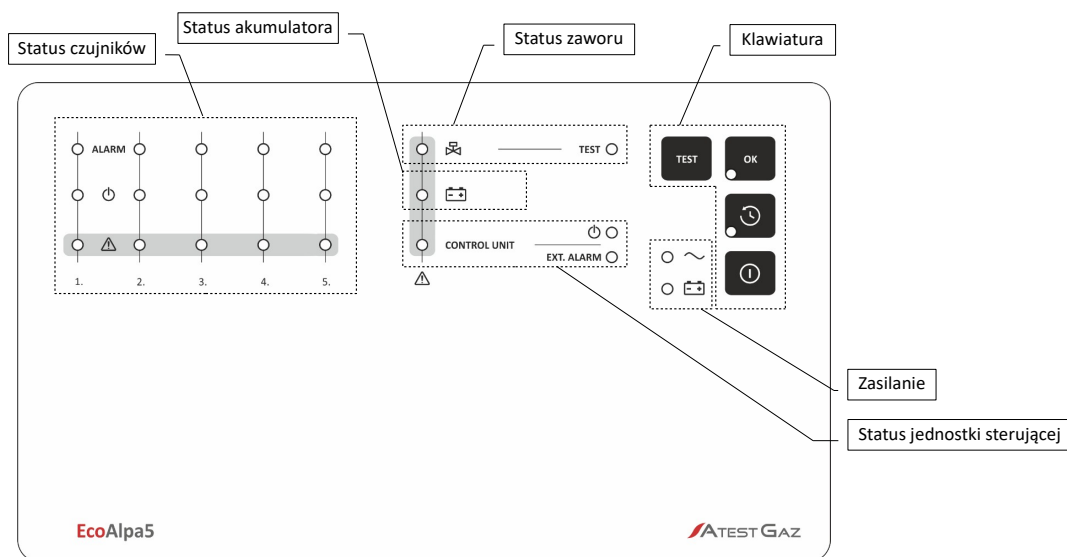 Status akumulatora
Status czujników
Status zaworu
Klawiatura
ALARM
TEST
TEST
OK
CONTROL UNIT
EXT. ALARM
1. 2. 3. 4. 5.
Zasilanie
Status jednostki sterującej
EcoAlpa5
ATEST GAZ